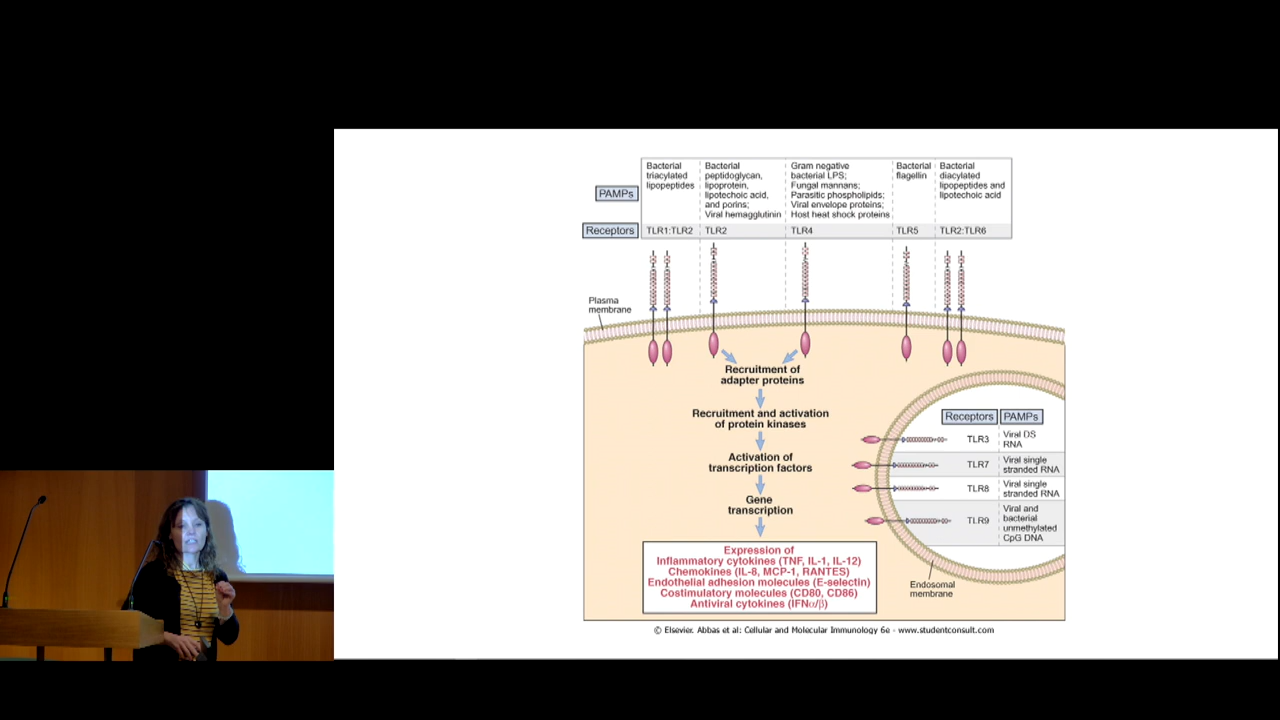 PAMPs
Bacterial
triacylated
lipopeptides
Bacterial
peptidoglycan,
lipoprotein,
lipotechoic acid,
and porins;
Viral hemagglutinin
Gram negative
bacterial LPS;
Fungal mannans;
Parasitic phospholipids;
Viral envelope proteins;
Host heat shock proteins
Bacterial
flagellin
Bacterial
diacylated
lipopeptides and
lipotechoic acid
Receptors
TLR1:TLR2
TLR2
TLR4
TLR5
TLR2:TLR6
Plasma
membrane
Recruitment of
adapter proteins
Recruitment and activation
of protein kinases
Activation of
transcription factors
Gene
transcription
Expression of
Inflammatory cytokines (TNF, IL-1, IL-12)
Chemokines (IL-8, MCP-1, RANTES)
Endothelial adhesion molecules (E-selectin)
Costimulatory molecules (CD80, CD86)
Antiviral cytokines (IFNα/β)
Receptors PAMPs
TLR3
Viral DS
RNA
TLR7
Viral single
stranded RNA
TLR8
Viral single
stranded RNA
TLR9
Viral and
bacterial
unmethylated
CpG DNA
Endosomal
membrane
© Elsevier. Abbas et al: Cellular and Molecular Immunology 6e - www.studentconsult.com